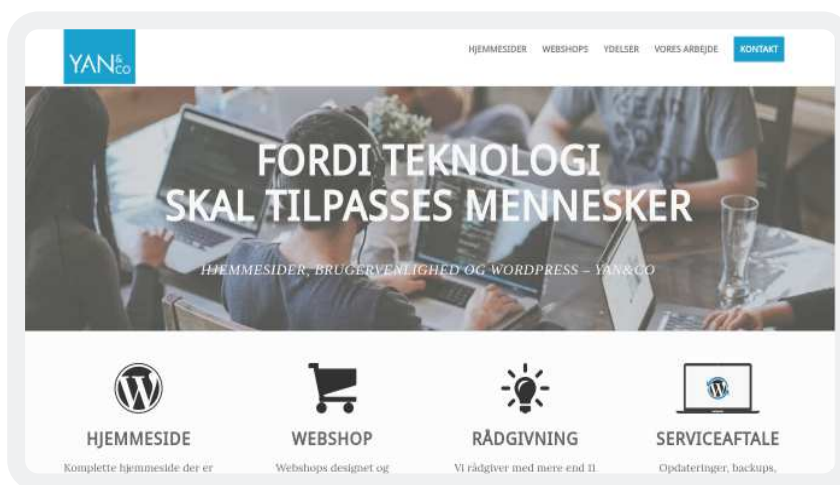 YAN&CO
HJEMMESIDER WEBSHOPS YDELSER VORES ARBEJDE KONTAKT
FORDI TEKNOLOGI
SKAL TILPASSES MENNESKER
HJEMMESIDER, BRUGERVENLIGHED OG WORDPRESS – YAN&CO
HJEMMESIDE WEBSHOP RÅDGIVNING SERVICEAFTALE
Komplette hjemmeside der er Webshops designet og Vi rådgiver med mere end 11 Opdateringer, backups,